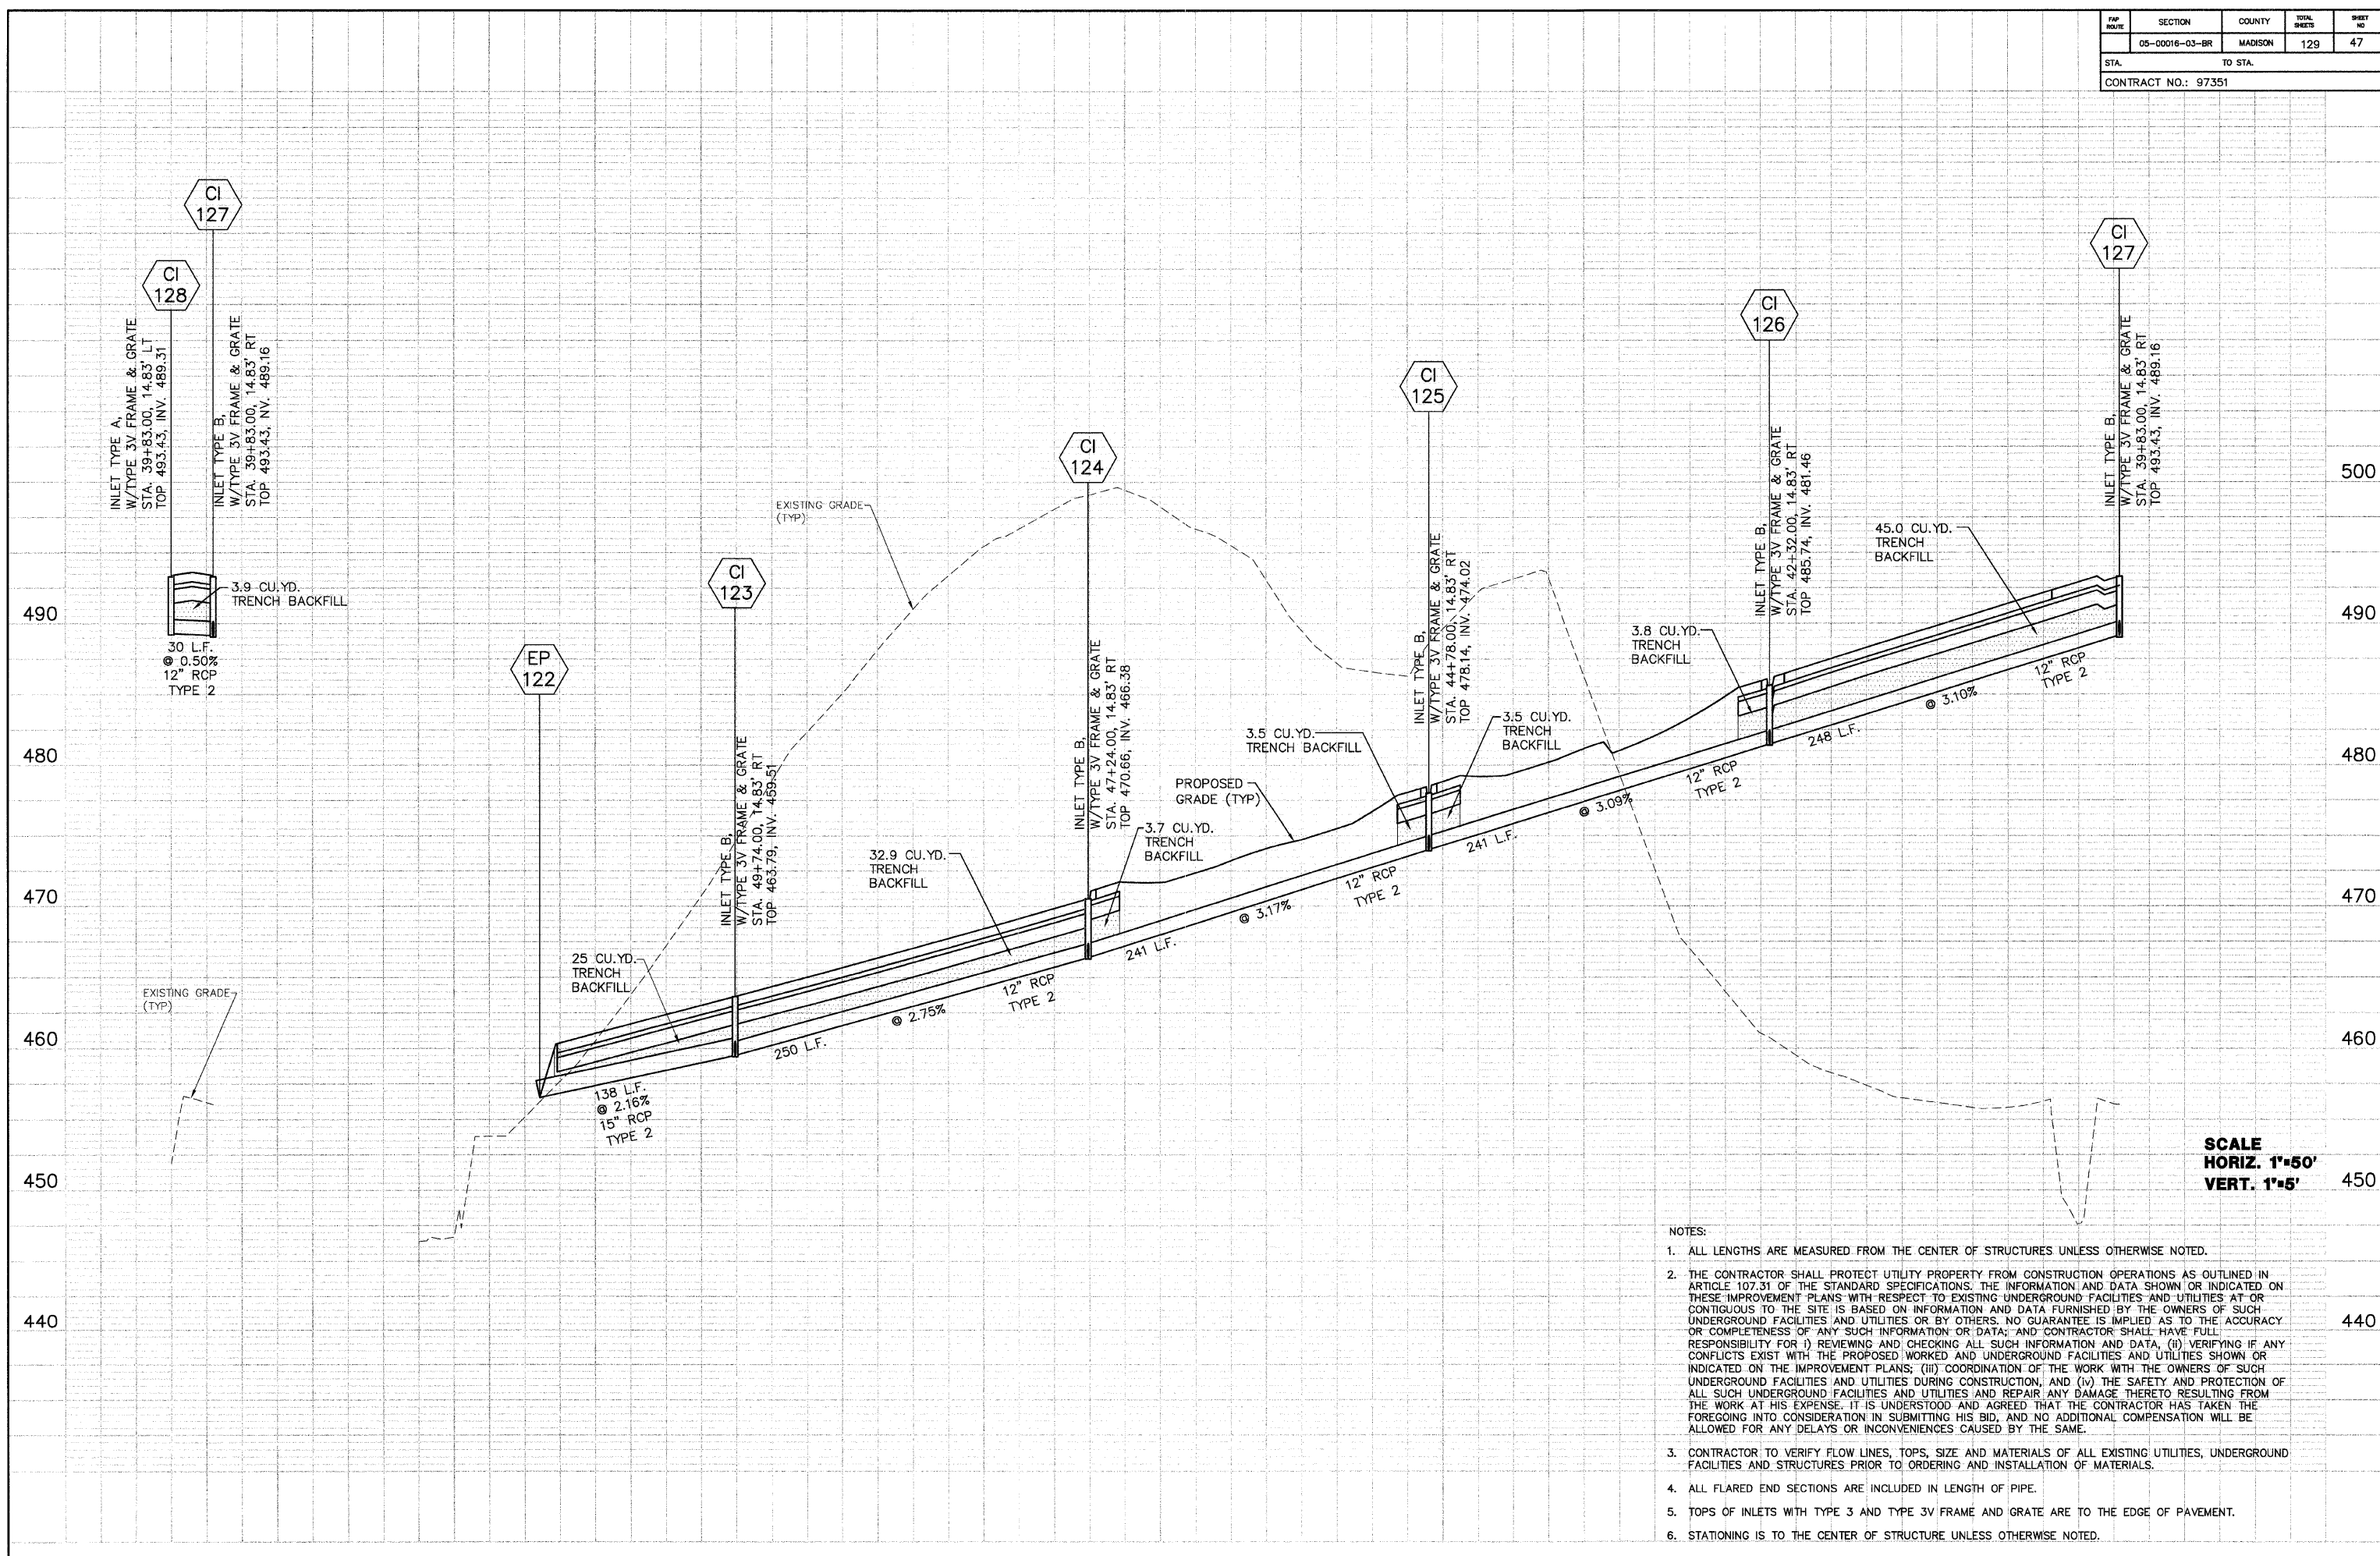 FAP ROUTE
SECTION
COUNTY
TOTAL SHEETS
SHEET NO
05-00016-03-BR
MADISON
129
47
STA.
TO STA.
CONTRACT NO.: 97351
CI
127
CI
128
INLET TYPE A,
W/TYPE 3V FRAME & GRATE
STA. 39+83.00, 14.83' LT
TOP 493.43, INV. 489.31
INLET TYPE B,
W/TYPE 3V FRAME & GRATE
STA. 39+83.00, 14.83' RT
TOP 493.43, NV. 489.16
3.9 CU.YD.
TRENCH BACKFILL
30 L.F.
@ 0.50%
12" RCP
TYPE 2
EXISTING GRADE
(TYP)
EP
122
138 L.F.
@ 2.16%
15" RCP
TYPE 2
25 CU.YD.
TRENCH
BACKFILL
CI
123
INLET TYPE B,
W/TYPE 3V FRAME & GRATE
STA. 49+74.00, 14.83' RT
TOP 463.79, INV. 459.51
250 L.F.
@ 2.75%
12" RCP
TYPE 2
32.9 CU.YD.
TRENCH
BACKFILL
EXISTING GRADE
(TYP)
CI
124
INLET TYPE B,
W/TYPE 3V FRAME & GRATE
STA. 47+24.00, 14.83' RT
TOP 470.66, INV. 466.38
3.7 CU.YD.
TRENCH
BACKFILL
241 L.F.
@ 3.17%
12" RCP
TYPE 2
PROPOSED
GRADE (TYP)
3.5 CU.YD.
TRENCH BACKFILL
CI
125
INLET TYPE B,
W/TYPE 3V FRAME & GRATE
STA. 44+78.00, 14.83' RT
TOP 478.14, INV. 474.02
3.5 CU.YD.
TRENCH
BACKFILL
241 L.F.
@ 3.09%
12" RCP
TYPE 2
3.8 CU.YD.
TRENCH
BACKFILL
CI
126
INLET TYPE B,
W/TYPE 3V FRAME & GRATE
STA. 42+32.00, 14.83' RT
TOP 485.74, INV. 481.46
45.0 CU.YD.
TRENCH
BACKFILL
248 L.F.
@ 3.10%
12" RCP
TYPE 2
CI
127
INLET TYPE B,
W/TYPE 3V FRAME & GRATE
STA. 39+83.00, 14.83' RT
TOP 493.43, INV. 489.16
490
480
470
460
450
440
500
490
480
470
460
450
440
SCALE
HORIZ. 1"=50'
VERT. 1"=5'
NOTES:
1. ALL LENGTHS ARE MEASURED FROM THE CENTER OF STRUCTURES UNLESS OTHERWISE NOTED.
2. THE CONTRACTOR SHALL PROTECT UTILITY PROPERTY FROM CONSTRUCTION OPERATIONS AS OUTLINED IN
ARTICLE 107.31 OF THE STANDARD SPECIFICATIONS. THE INFORMATION AND DATA SHOWN OR INDICATED ON
THESE IMPROVEMENT PLANS WITH RESPECT TO EXISTING UNDERGROUND FACILITIES AND UTILITIES AT OR
CONTIGUOUS TO THE SITE IS BASED ON INFORMATION AND DATA FURNISHED BY THE OWNERS OF SUCH
UNDERGROUND FACILITIES AND UTILITIES OR BY OTHERS. NO GUARANTEE IS IMPLIED AS TO THE ACCURACY
OR COMPLETENESS OF ANY SUCH INFORMATION OR DATA; AND CONTRACTOR SHALL HAVE FULL
RESPONSIBILITY FOR i) REVIEWING AND CHECKING ALL SUCH INFORMATION AND DATA, (ii) VERIFYING IF ANY
CONFLICTS EXIST WITH THE PROPOSED WORKED AND UNDERGROUND FACILITIES AND UTILITIES SHOWN OR
INDICATED ON THE IMPROVEMENT PLANS; (iii) COORDINATION OF THE WORK WITH THE OWNERS OF SUCH
UNDERGROUND FACILITIES AND UTILITIES DURING CONSTRUCTION, AND (iv) THE SAFETY AND PROTECTION OF
ALL SUCH UNDERGROUND FACILITIES AND UTILITIES AND REPAIR ANY DAMAGE THERETO RESULTING FROM
THE WORK AT HIS EXPENSE. IT IS UNDERSTOOD AND AGREED THAT THE CONTRACTOR HAS TAKEN THE
FOREGOING INTO CONSIDERATION IN SUBMITTING HIS BID, AND NO ADDITIONAL COMPENSATION WILL BE
ALLOWED FOR ANY DELAYS OR INCONVENIENCES CAUSED BY THE SAME.
3. CONTRACTOR TO VERIFY FLOW LINES, TOPS, SIZE AND MATERIALS OF ALL EXISTING UTILITIES, UNDERGROUND
FACILITIES AND STRUCTURES PRIOR TO ORDERING AND INSTALLATION OF MATERIALS.
4. ALL FLARED END SECTIONS ARE INCLUDED IN LENGTH OF PIPE.
5. TOPS OF INLETS WITH TYPE 3 AND TYPE 3V FRAME AND GRATE ARE TO THE EDGE OF PAVEMENT.
6. STATIONING IS TO THE CENTER OF STRUCTURE UNLESS OTHERWISE NOTED.